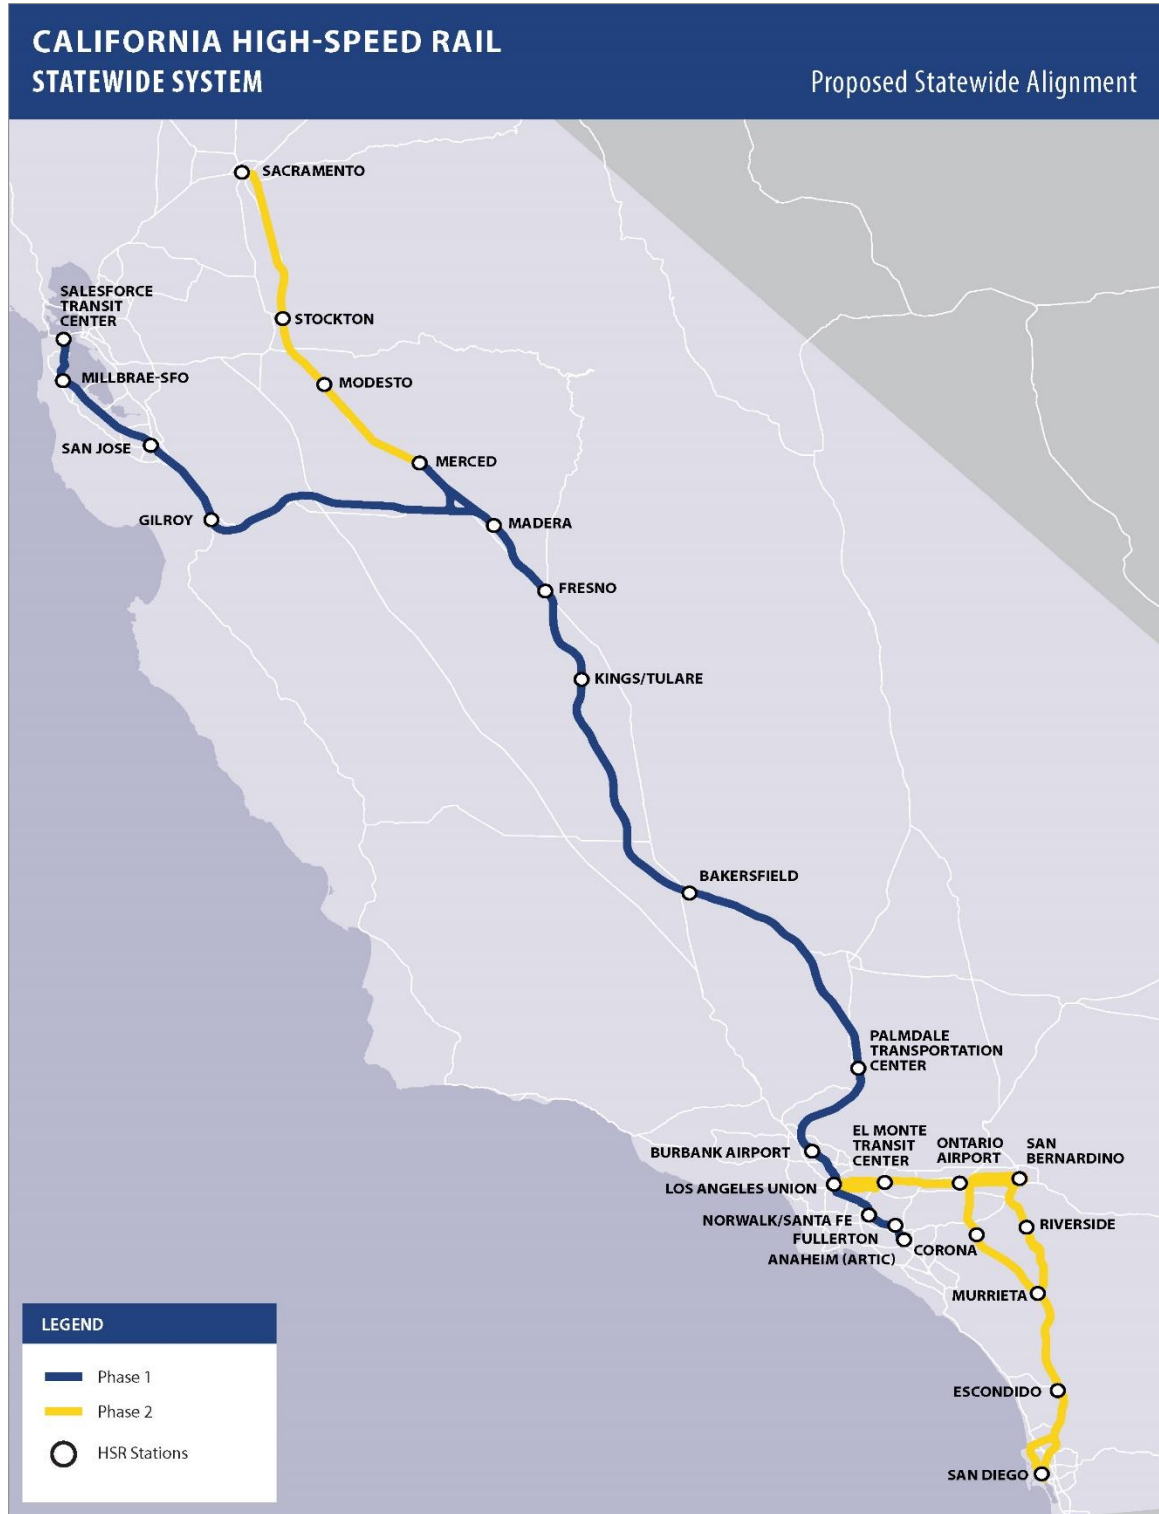 CALIFORNIA HIGH-SPEED RAIL
STATEWIDE SYSTEM
Proposed Statewide Alignment
SACRAMENTO
SALESFORCE
TRANSIT
CENTER
STOCKTON
MILLBRAE-SFO
MODESTO
SAN JOSE
MERCED
GILROY
MADERA
FRESNO
KINGS/TULARE
BAKERSFIELD
PALMDALE
TRANSPORTATION
CENTER
BURBANK AIRPORT
EL MONTE
TRANSIT
CENTER
ONTARIO
AIRPORT
SAN
BERNARDINO
LOS ANGELES UNION
NORWALK/SANTA FE
FULLERTON
ANAHEIM (ARTIC)
CORONA
RIVERSIDE
MURRIETA
ESCONDIDO
SAN DIEGO
LEGEND
Phase 1
Phase 2
HSR Stations